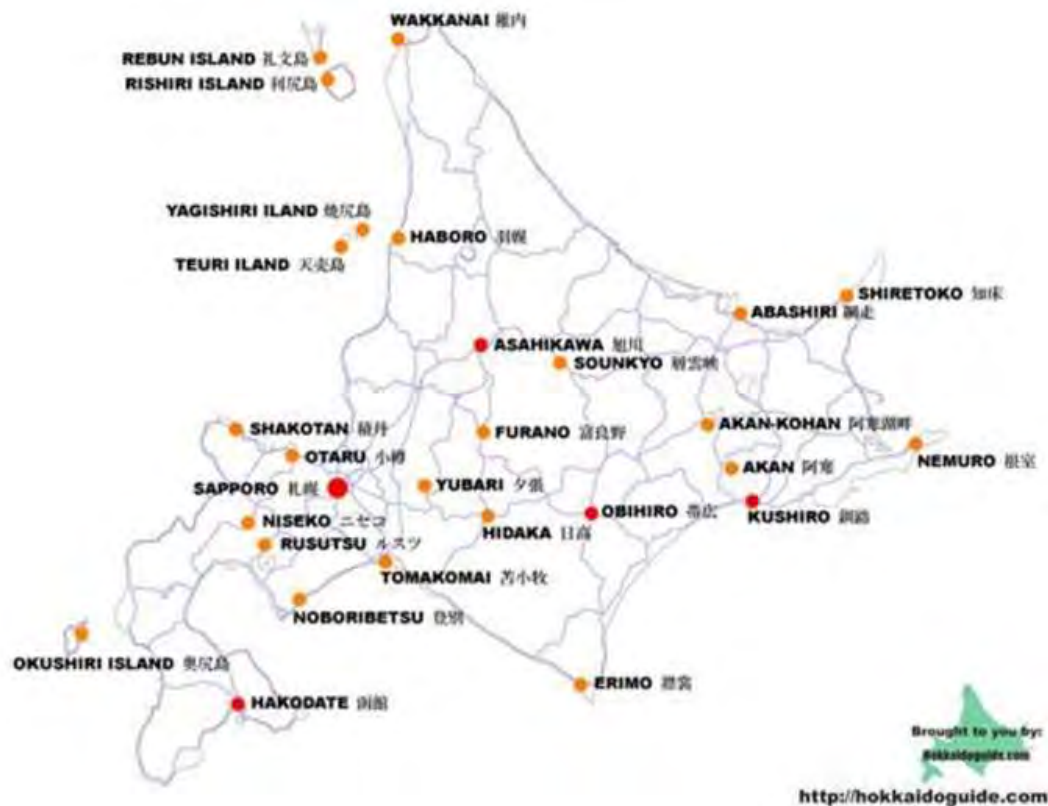 WAKKANAI 稚内
REBUN ISLAND 礼文島
RISHIRI ISLAND 利尻島
YAGISHIRI ILAND 焼尻島
HABORO 羽幌
TEURI ILAND 天売島
SHIRETOKO 知床
ABASHIRI 網走
ASAHIKAWA 旭川
SOUNKYO 層雲峡
SHAKOTAN 積丹
FURANO 富良野
AKAN-KOHAN 阿寒湖畔
OTARU 小樽
AKAN 阿寒
NEMURO 根室
SAPPORO 札幌
YUBARI 夕張
OBIHIRO 帯広
KUSHIRO 釧路
NISEKO ニセコ
HIDAKA 日高
RUSUTSU ルスツ
TOMAKOMAI 苫小牧
NOBORIBETSU 登別
OKUSHIRI ISLAND 奥尻島
ERIMO
HAKODATE 函館
Brought to you by:
Hokkaidoguide.com
http://hokkaidoguide.com